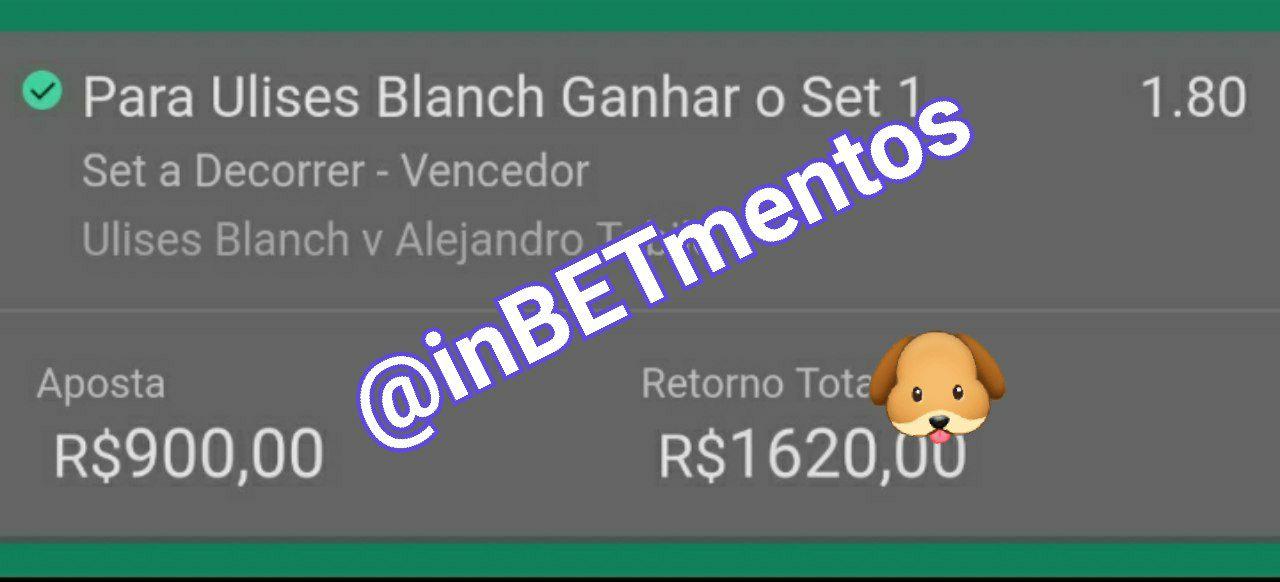 Para Ulises Blanch Ganhar o Set 1
1.80
Set a Decorrer - Vencedor
Ulises Blanch v Alejandro
@inBETmentos
Aposta
Retorno Tota
R$900,00
R$1620,00